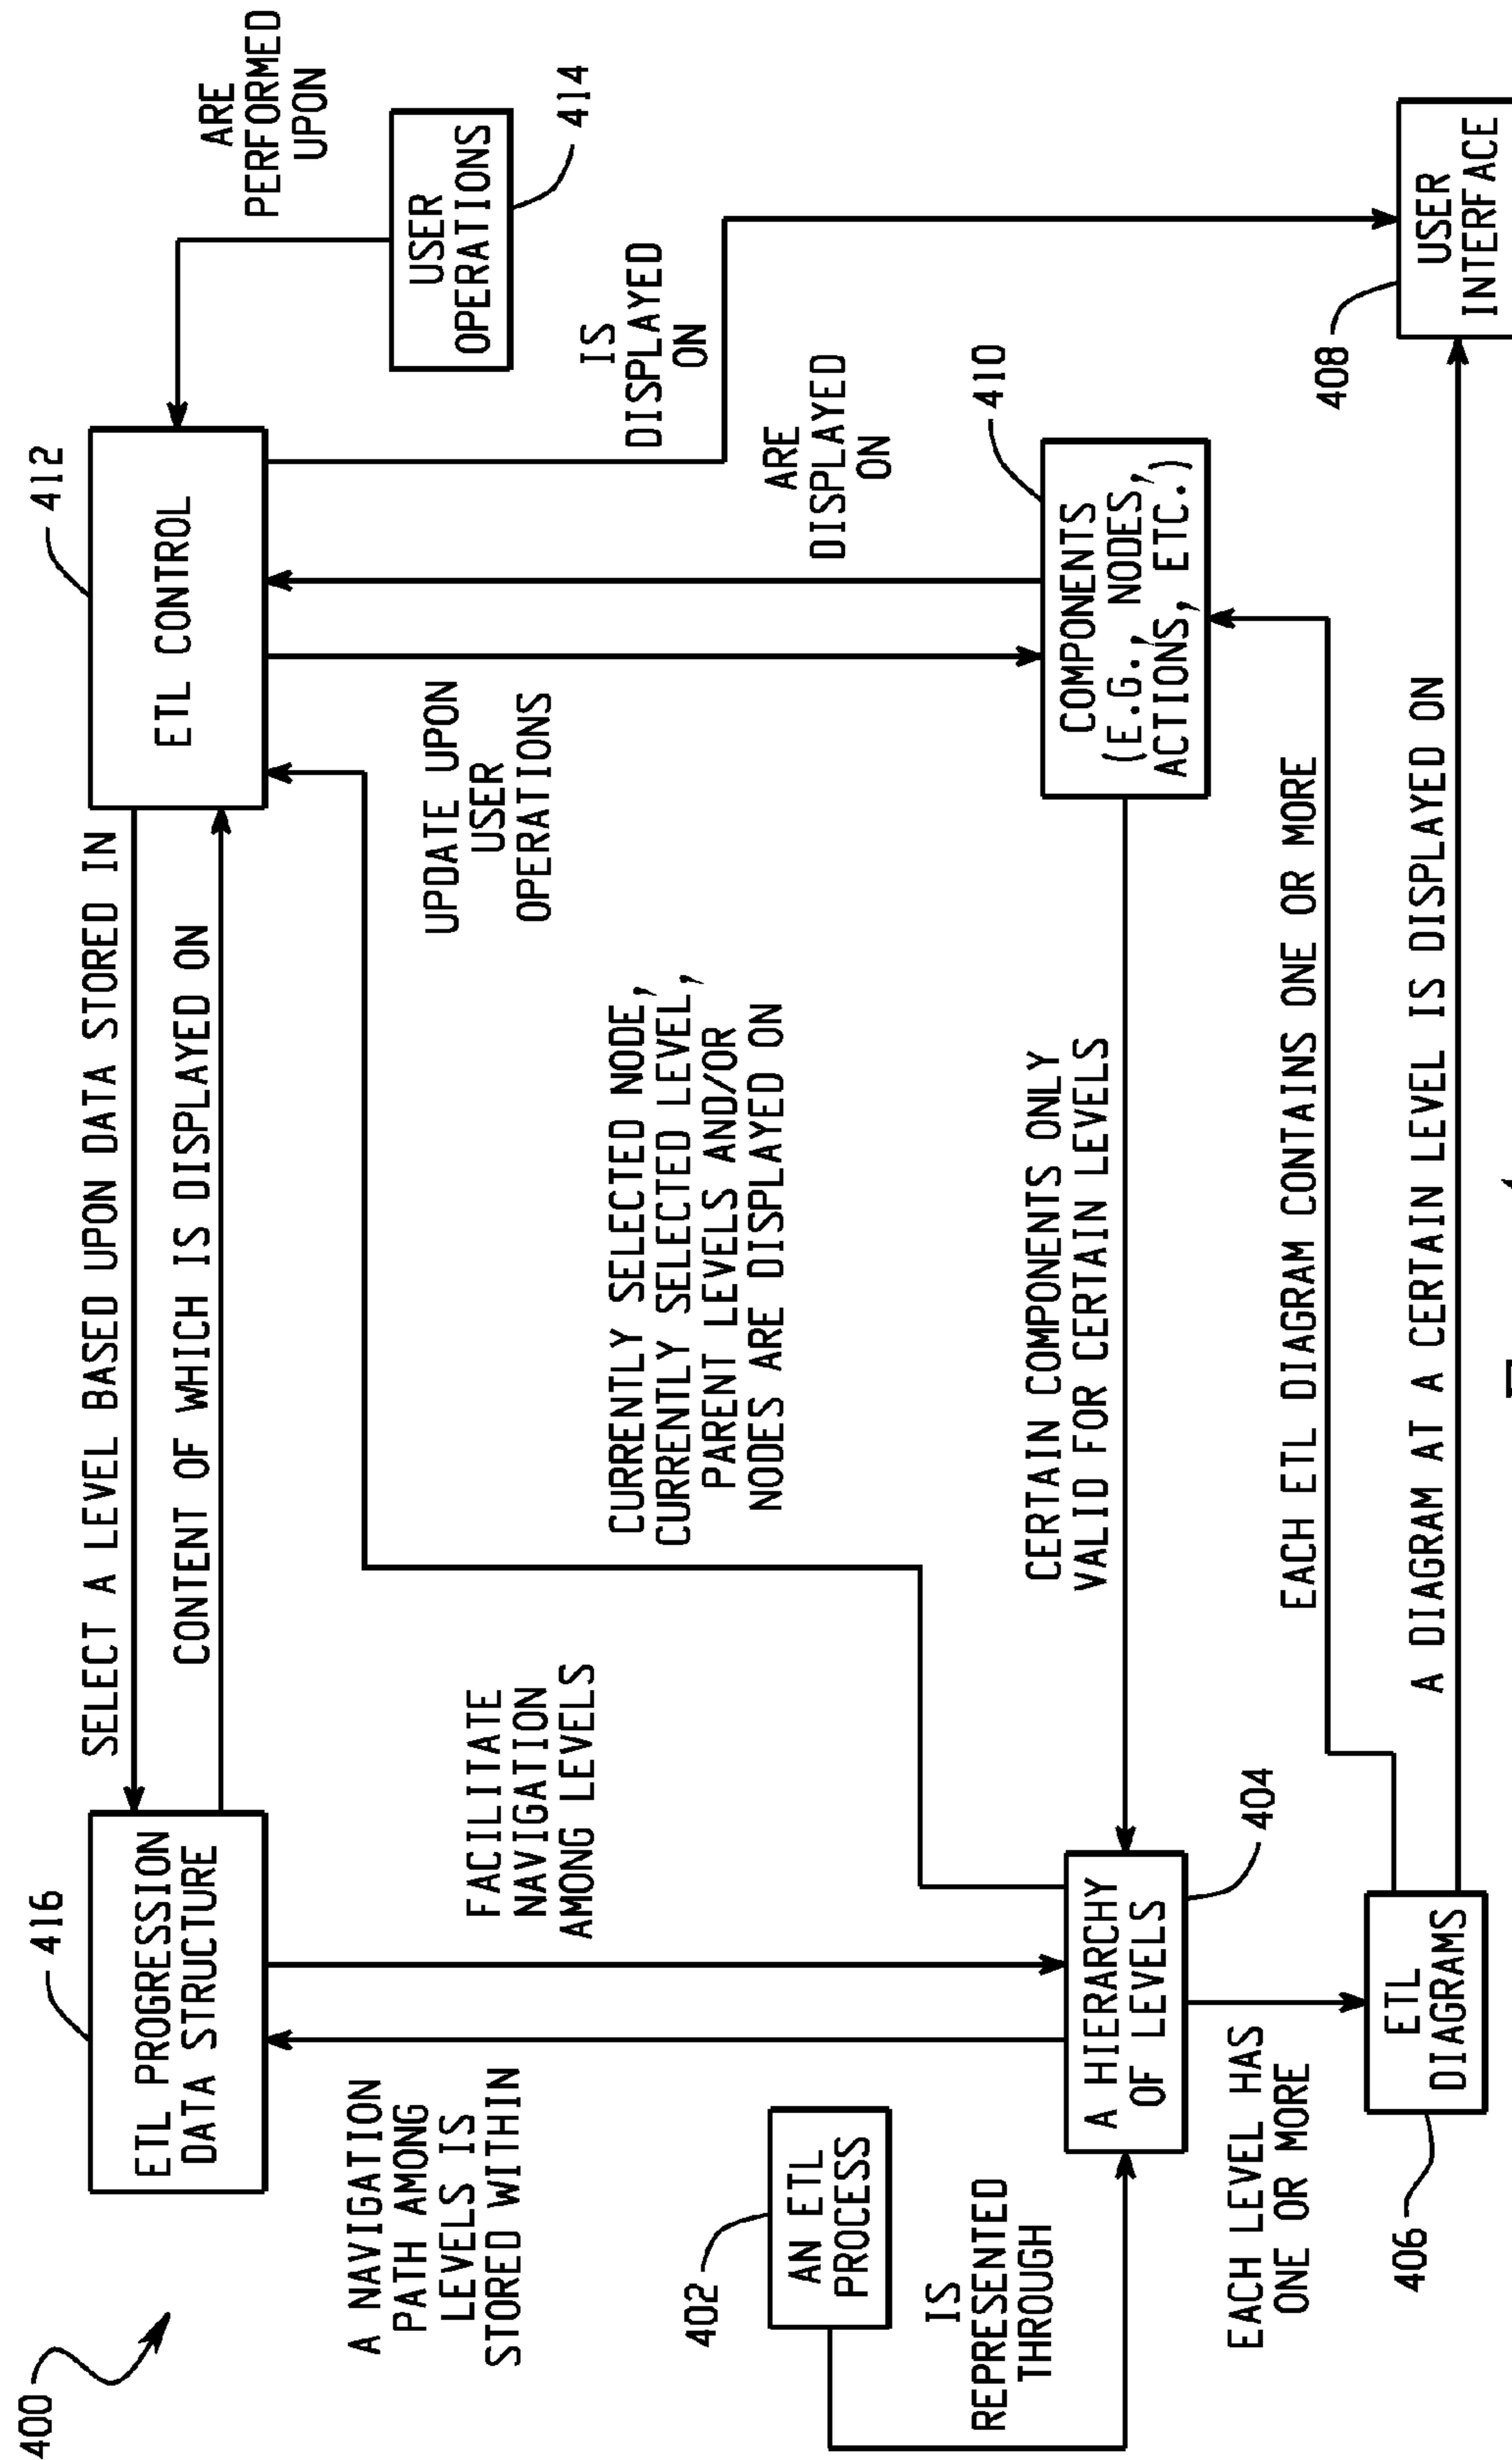 400
416
ETL PROGRESSION
DATA STRUCTURE
SELECT A LEVEL BASED UPON DATA STORED IN
CONTENT OF WHICH IS DISPLAYED ON
412
ETL CONTROL
ARE
PERFORMED
UPON
USER
OPERATIONS
414
A NAVIGATION
PATH AMONG
LEVELS IS
STORED WITHIN
FACILITATE
NAVIGATION
AMONG LEVELS
UPDATE UPON
USER
OPERATIONS
IS
DISPLAYED
ON
CURRENTLY SELECTED NODE,
CURRENTLY SELECTED LEVEL,
PARENT LEVELS AND/OR
NODES ARE DISPLAYED ON
ARE
DISPLAYED
ON
402
AN ETL
PROCESS
IS
REPRESENTED
THROUGH
410
COMPONENTS
(E.G., NODES,
ACTIONS, ETC.)
CERTAIN COMPONENTS ONLY
VALID FOR CERTAIN LEVELS
A HIERARCHY
OF LEVELS
404
EACH LEVEL HAS
ONE OR MORE
EACH ETL DIAGRAM CONTAINS ONE OR MORE
406
ETL
DIAGRAMS
A DIAGRAM AT A CERTAIN LEVEL IS DISPLAYED ON
408
USER
INTERFACE